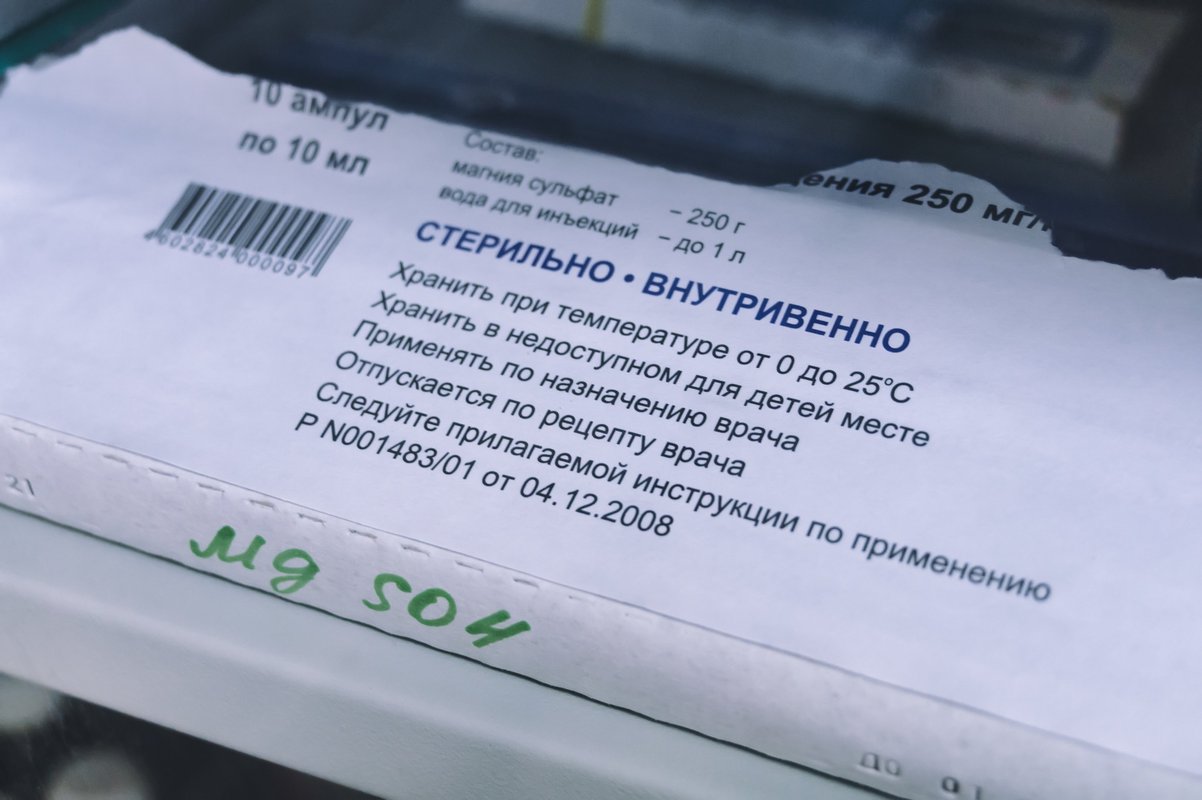 10 ампул
по 10 мл
4602824000097
Состав:
магния сульфат – 250 г
вода для инъекций – до 1 л
250 мг/
СТЕРИЛЬНО • ВНУТРИВЕННО
Хранить при температуре от 0 до 25°С
Хранить в недоступном для детей месте
Применять по назначению врача
Отпускается по рецепту врача
Следуйте прилагаемой инструкции по применению
Р N001483/01 от 04.12.2008
Mg SO4
до